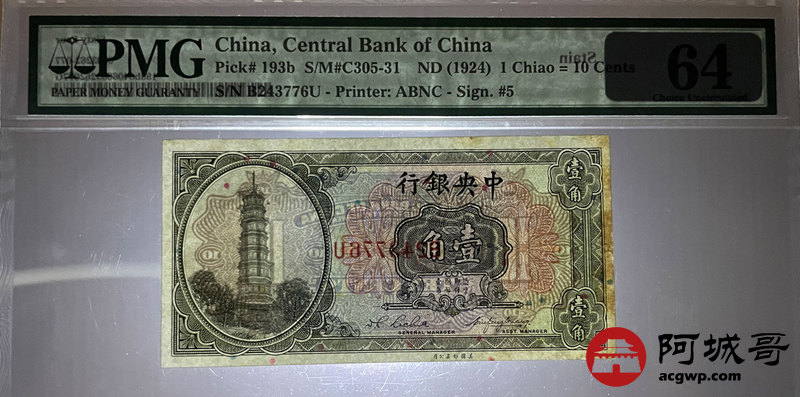 PMG
PAPER MONEY GUARANTY
China, Central Bank of China
Pick# 193b S/M#C305-31 ND (1924) 1 Chiao = 10 Cents
S/N B243776U - Printer: ABNC - Sign. #5
Stain
64
Choice Uncirculated
行銀央中
壹角
角壹
243776U
壹角
GENERAL MANAGER
ASST MANAGER
阿城哥
acgwp.com